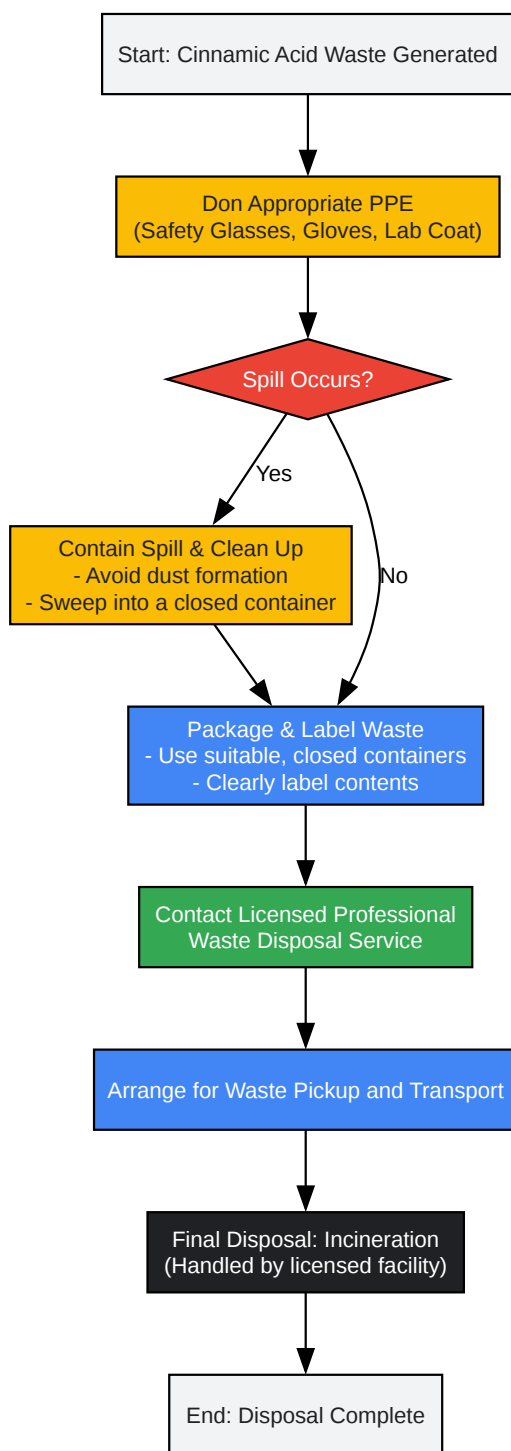 Start: Cinnamic Acid Waste Generated
Don Appropriate PPE
(Safety Glasses, Gloves, Lab Coat)
Spill Occurs?
Yes
Contain Spill & Clean Up
- Avoid dust formation
- Sweep into a closed container
No
Package & Label Waste
- Use suitable, closed containers
- Clearly label contents
Contact Licensed Professional
Waste Disposal Service
Arrange for Waste Pickup and Transport
Final Disposal: Incineration
(Handled by licensed facility)
End: Disposal Complete